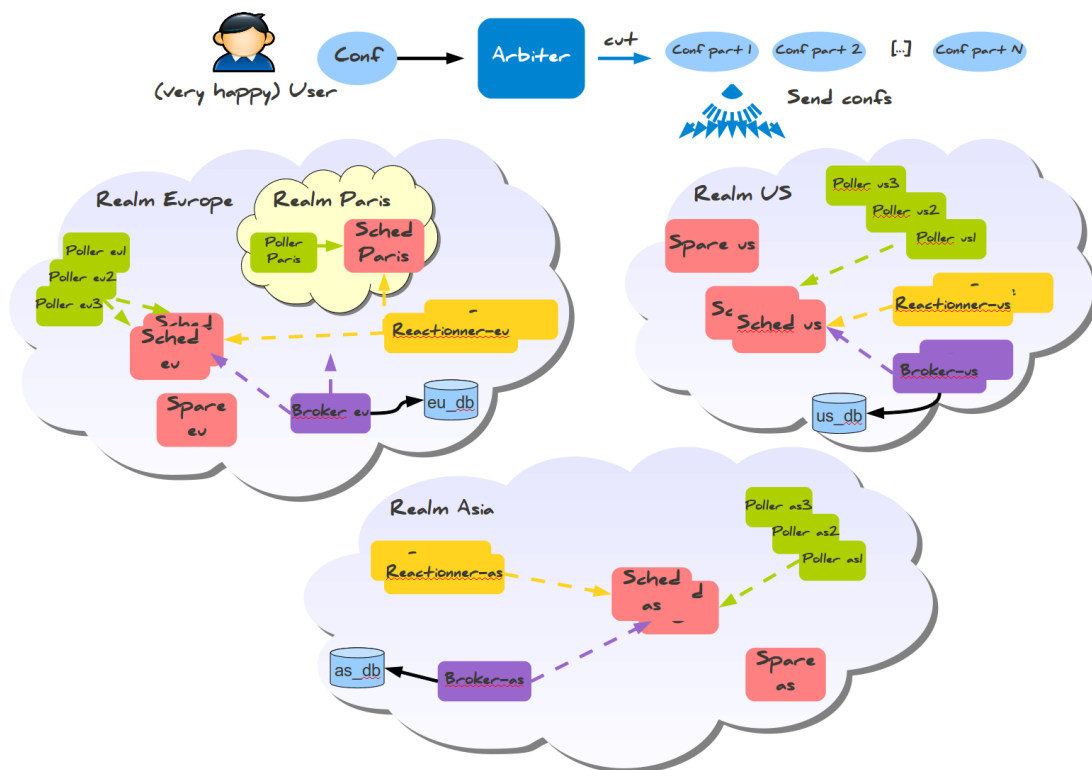 Conf
Arbiter
cut
Conf part 1
Conf part 2
[...]
Conf part N
(very happy) User
Send confs
Realm Europe
Realm Paris
Sched
Paris
Poller
Paris
Poller eu1
Poller eu2
Poller eu3
Sched
Sched
eu
Reactionner-eu
Spare
eu
Broker eu
eu_db
Realm US
Poller us3
Poller us2
Poller us1
Spare us
Sched us
Reactionner-us
Broker-us
us_db
Realm Asia
Poller as3
Poller as2
Poller as1
Reactionner-as
Sched
as
d
as_db
Broker-as
Spare
as